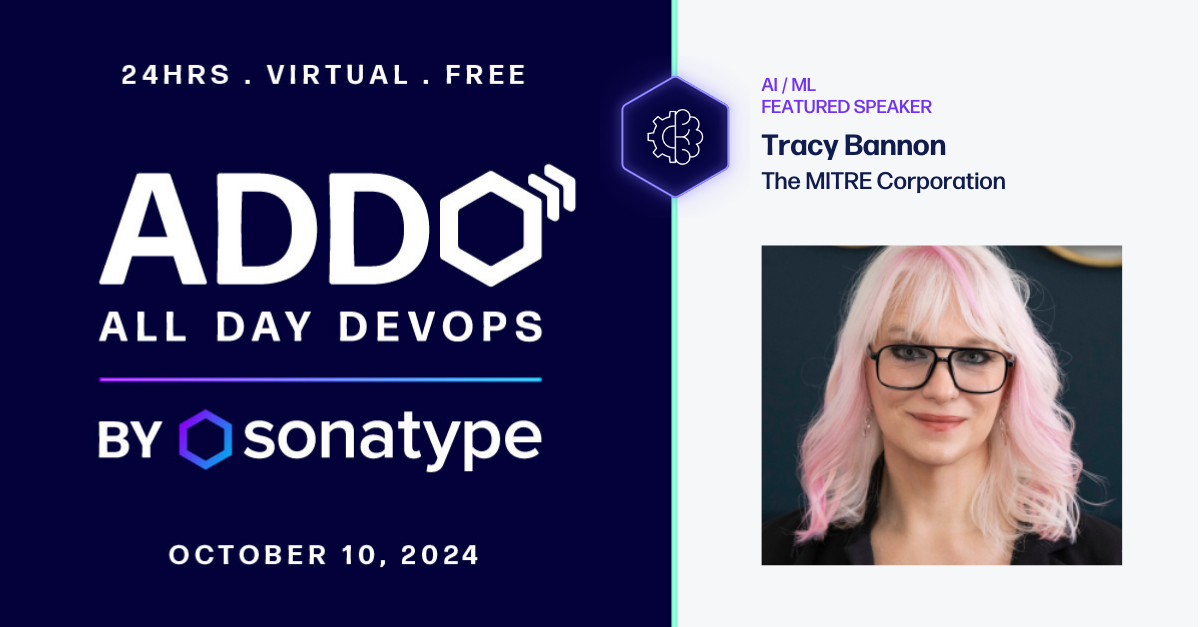 24HRS . VIRTUAL . FREE
ADDO
ALL DAY DEVOPS
BY sonatype
OCTOBER 10, 2024
AI / ML
FEATURED SPEAKER
Tracy Bannon
The MITRE Corporation